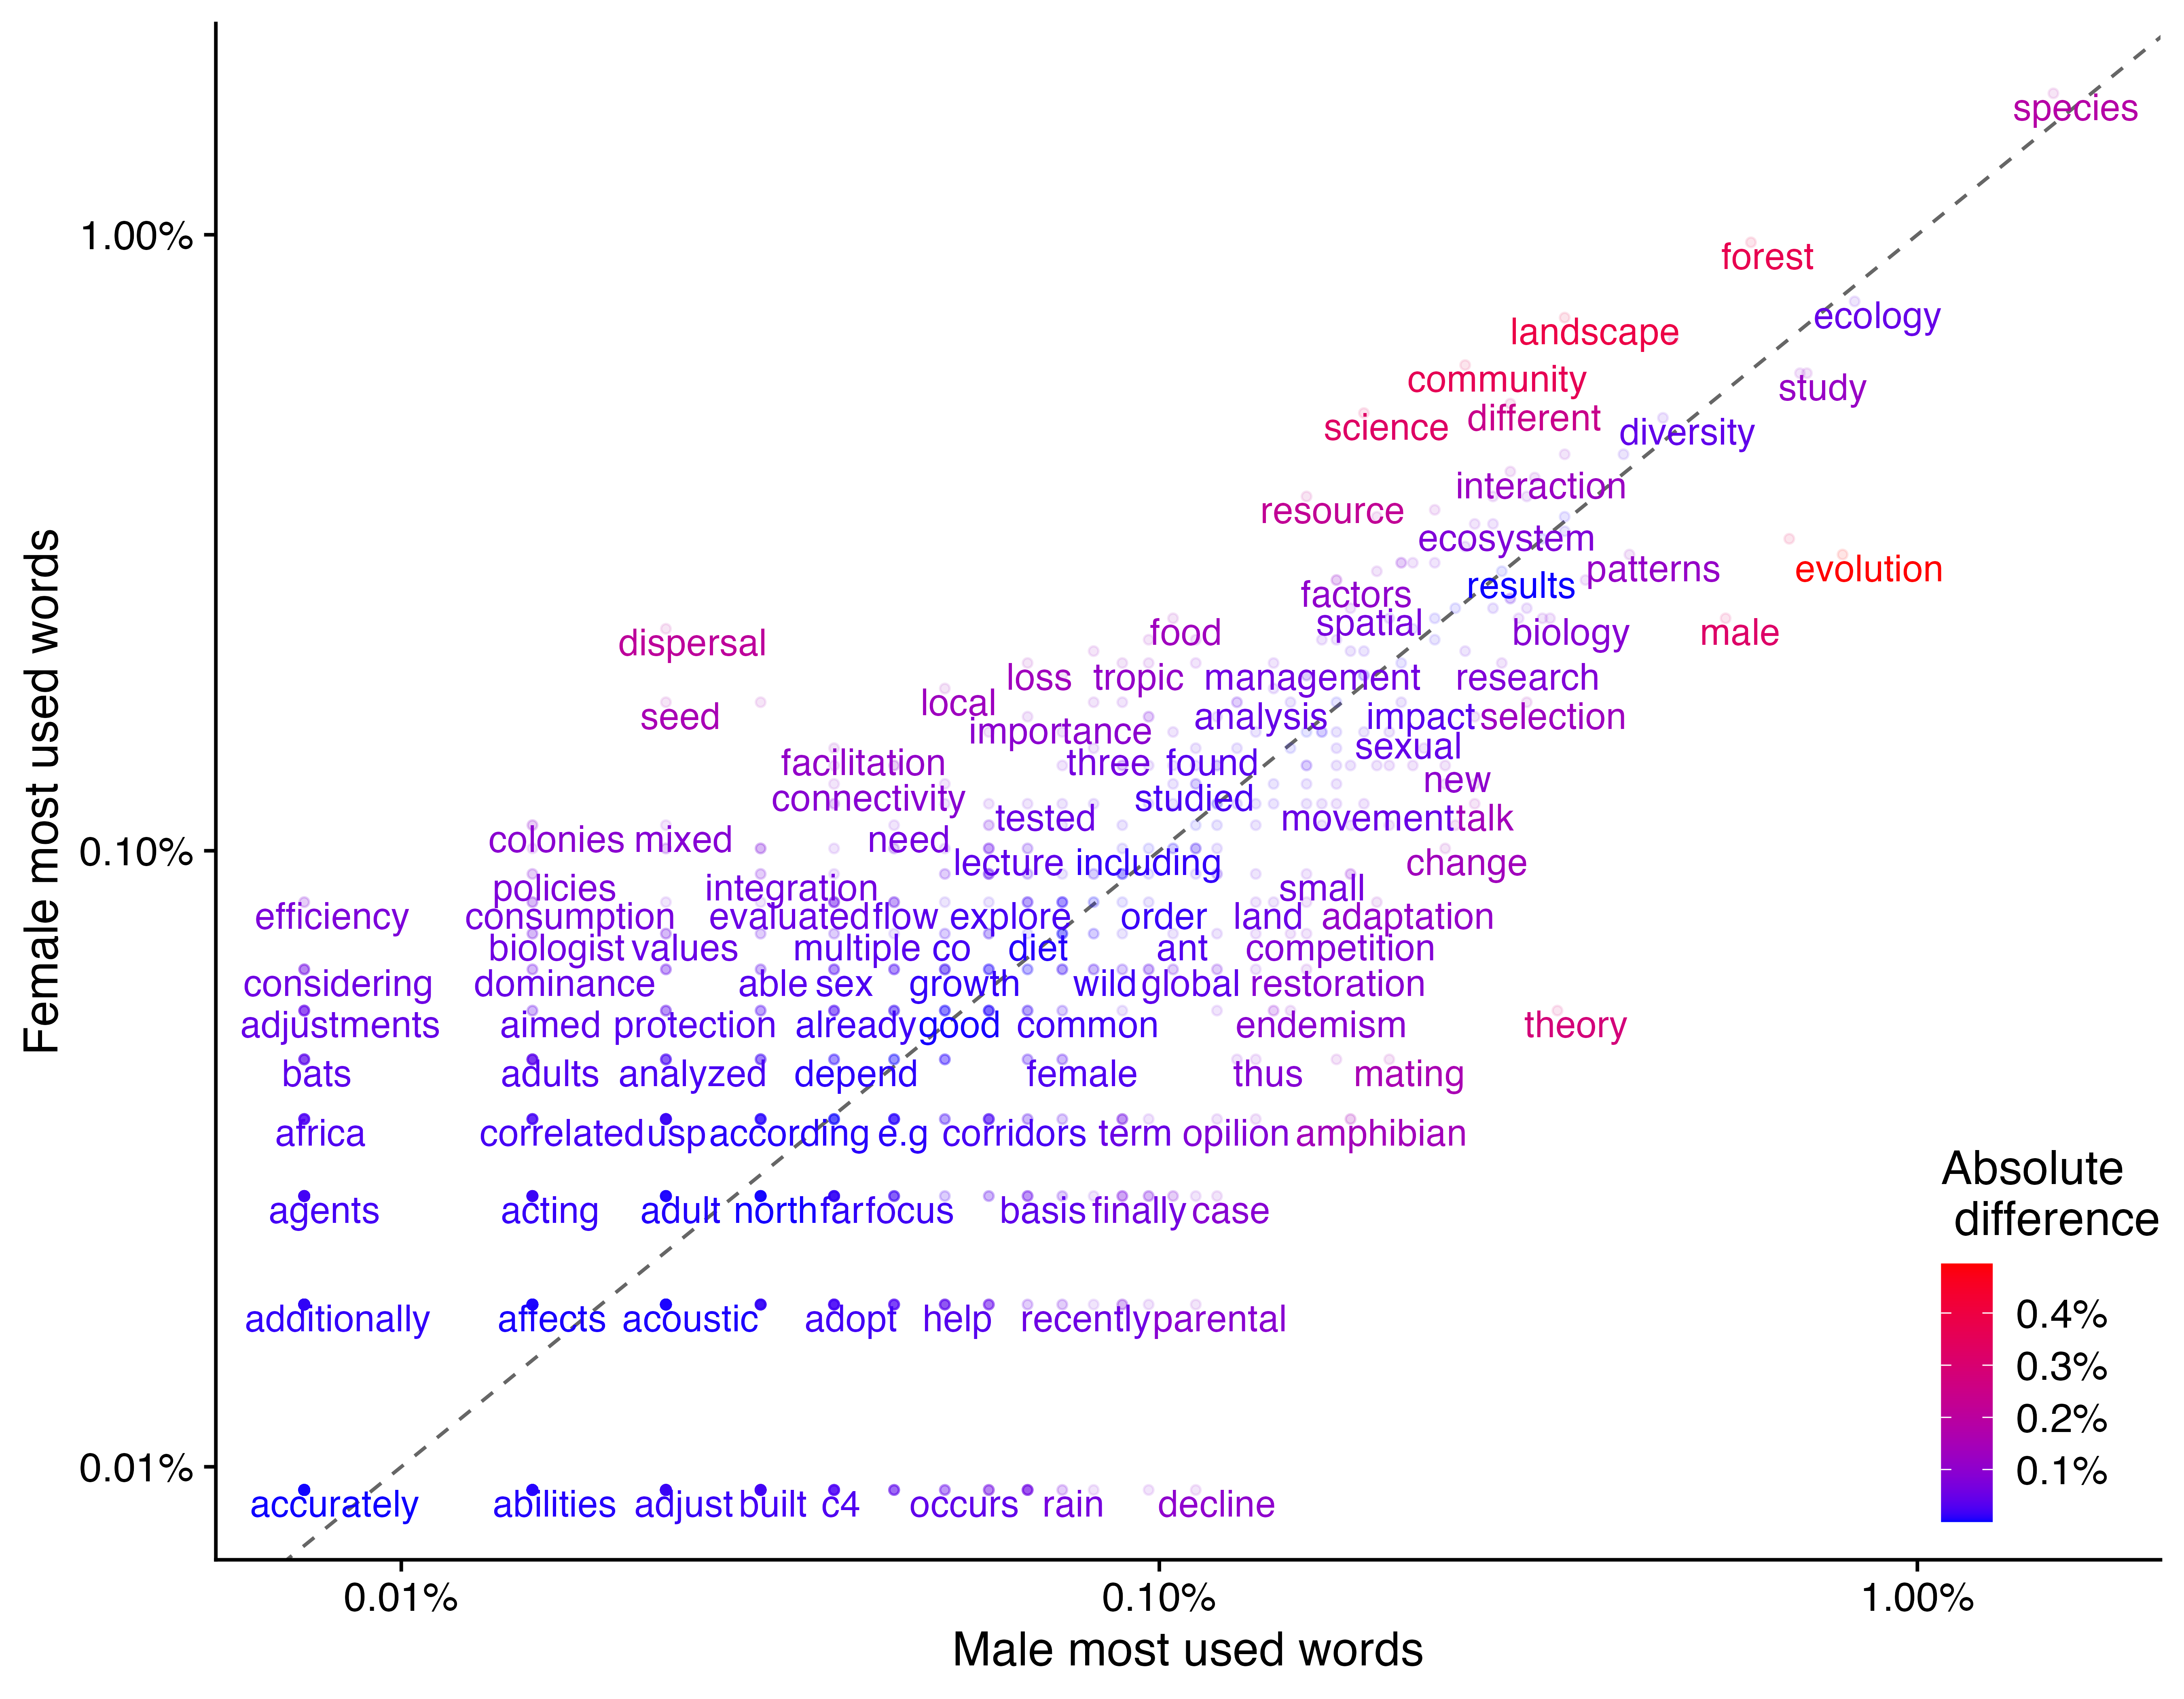 species
1.00%
forest
ecology
landscape
community
study
science different
diversity
interaction
resource
ecosystem
patterns evolution
results
factors
spatial
dispersal
food
biology male
loss tropic management research
local
seed
analysis impact selection
importance
sexual
facilitation
three found
new
connectivity
studied
tested
movement talk
colonies mixed
need
0.10%
lecture including
change
policies
integration
small
efficiency consumption evaluated flow explore order land adaptation
biologist values multiple co diet ant competition
considering dominance able sex growth wild global restoration
adjustments aimed protection already good common endemism theory
bats adults analyzed depend female thus mating
africa correlated usp according e.g corridors term opilion amphibian
agents acting adult north far focus basis finally case
additionally affects acoustic adopt help recently parental
0.01%
accurately abilities adjust built c4 occurs rain decline
Female most used words
0.01% 0.10% 1.00%
Male most used words
Absolute
difference
0.4%
0.3%
0.2%
0.1%